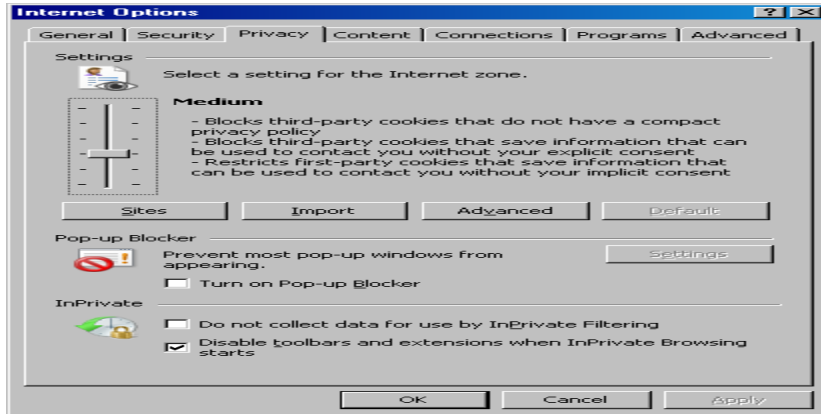 Internet Options
General Security Privacy Content Connections Programs Advanced
Settings
Select a setting for the Internet zone.
Medium
- Blocks third-party cookies that do not have a compact
privacy policy
- Blocks third-party cookies that save information that can
be used to contact you without your explicit consent
- Restricts first-party cookies that save information that
can be used to contact you without your implicit consent
Sites Import Advanced Default
Pop-up Blocker
Prevent most pop-up windows from
appearing.
Settings
Turn on Pop-up Blocker
InPrivate
Do not collect data for use by InPrivate Filtering
Disable toolbars and extensions when InPrivate Browsing
starts
OK Cancel Apply